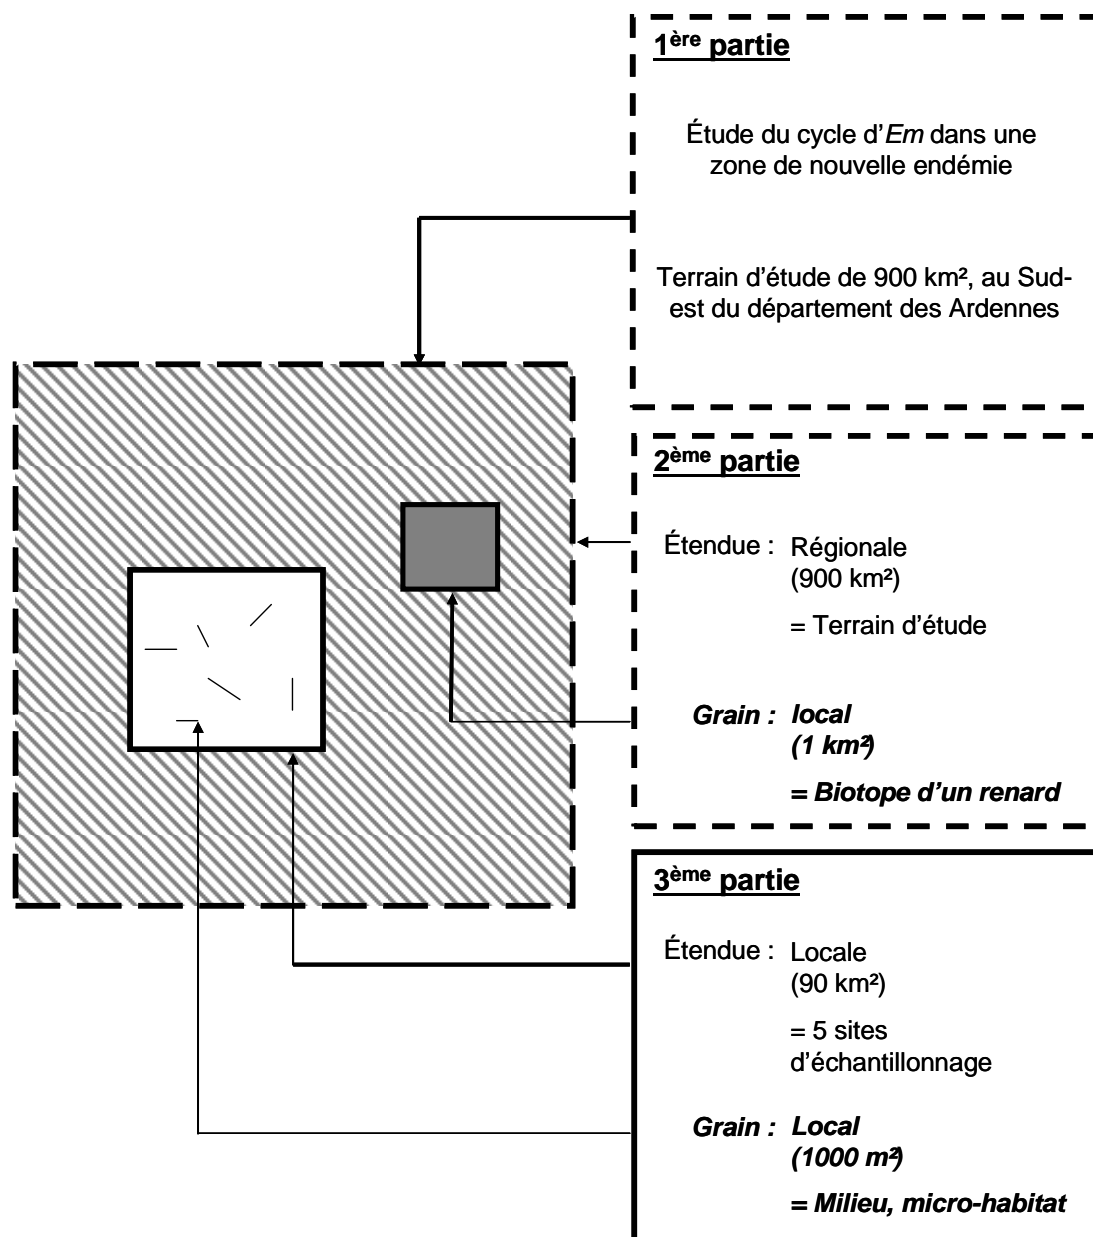 1ère partie
Étude du cycle d'Em dans une
zone de nouvelle endémie
Terrain d'étude de 900 km², au Sud-
est du département des Ardennes
2ème partie
Étendue : Régionale
(900 km²)
= Terrain d'étude
Grain : local
(1 km²)
= Biotope d'un renard
3ème partie
Étendue : Locale
(90 km²)
= 5 sites
d'échantillonnage
Grain : Local
(1000 m²)
= Milieu, micro-habitat